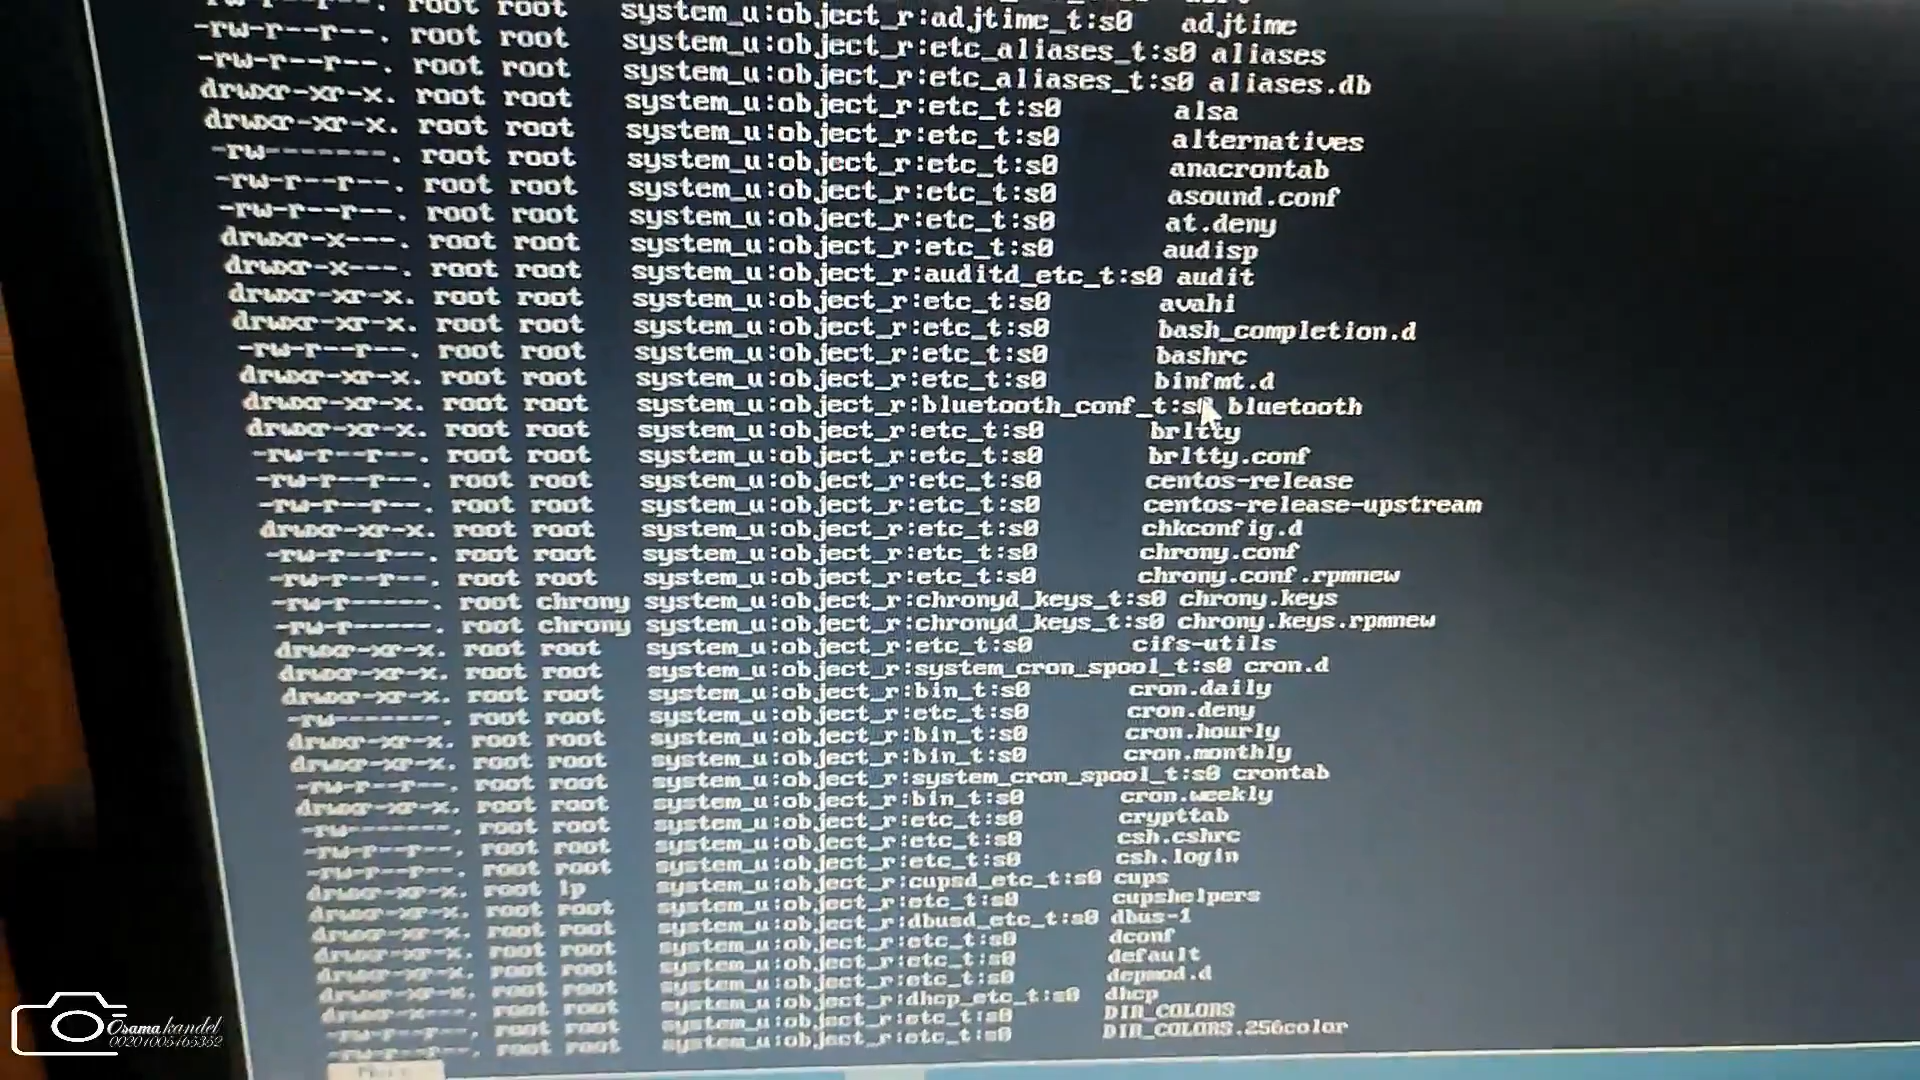 -rw-r--r--. root root system_u:object_r:adjtime_t:s0 adjtime
-rw-r--r--. root root system_u:object_r:etc_aliases_t:s0 aliases
-rw-r--r--. root root system_u:object_r:etc_aliases_t:s0 aliases.db
drwxr-xr-x. root root system_u:object_r:etc_t:s0 alsa
drwxr-xr-x. root root system_u:object_r:etc_t:s0 alternatives
-rw-------. root root system_u:object_r:etc_t:s0 anacrontab
-rw-r--r--. root root system_u:object_r:etc_t:s0 asound.conf
-rw-r--r--. root root system_u:object_r:etc_t:s0 at.deny
drwxr-x---. root root system_u:object_r:etc_t:s0 audisp
drwxr-x---. root root system_u:object_r:auditd_etc_t:s0 audit
drwxr-xr-x. root root system_u:object_r:etc_t:s0 avahi
drwxr-xr-x. root root system_u:object_r:etc_t:s0 bash_completion.d
-rw-r--r--. root root system_u:object_r:etc_t:s0 bashrc
drwxr-xr-x. root root system_u:object_r:etc_t:s0 binfmt.d
drwxr-xr-x. root root system_u:object_r:bluetooth_conf_t:s0 bluetooth
drwxr-xr-x. root root system_u:object_r:etc_t:s0 brltty
-rw-r--r--. root root system_u:object_r:etc_t:s0 brltty.conf
-rw-r--r--. root root system_u:object_r:etc_t:s0 centos-release
-rw-r--r--. root root system_u:object_r:etc_t:s0 centos-release-upstream
drwxr-xr-x. root root system_u:object_r:etc_t:s0 chkconfig.d
-rw-r--r--. root root system_u:object_r:etc_t:s0 chrony.conf
-rw-r--r--. root root system_u:object_r:etc_t:s0 chrony.conf.rpmnew
-rw-r-----. root chrony system_u:object_r:chronyd_keys_t:s0 chrony.keys
-rw-r-----. root chrony system_u:object_r:chronyd_keys_t:s0 chrony.keys.rpmnew
drwxr-xr-x. root root system_u:object_r:etc_t:s0 cifs-utils
drwxr-xr-x. root root system_u:object_r:system_cron_spool_t:s0 cron.d
drwxr-xr-x. root root system_u:object_r:bin_t:s0 cron.daily
-rw-------. root root system_u:object_r:etc_t:s0 cron.deny
drwxr-xr-x. root root system_u:object_r:bin_t:s0 cron.hourly
drwxr-xr-x. root root system_u:object_r:bin_t:s0 cron.monthly
-rw-r--r--. root root system_u:object_r:system_cron_spool_t:s0 crontab
drwxr-xr-x. root root system_u:object_r:bin_t:s0 cron.weekly
-rw-------. root root system_u:object_r:etc_t:s0 crypttab
-rw-r--r--. root root system_u:object_r:etc_t:s0 csh.cshrc
-rw-r--r--. root root system_u:object_r:etc_t:s0 csh.login
drwxr-xr-x. root lp system_u:object_r:cupsd_etc_t:s0 cups
drwxr-xr-x. root root system_u:object_r:etc_t:s0 cupshelpers
drwxr-xr-x. root root system_u:object_r:dbusd_etc_t:s0 dbus-1
drwxr-xr-x. root root system_u:object_r:etc_t:s0 dconf
drwxr-xr-x. root root system_u:object_r:etc_t:s0 default
drwxr-xr-x. root root system_u:object_r:etc_t:s0 depmod.d
drwxr-x---. root root system_u:object_r:dhcp_etc_t:s0 dhcp
-rw-r--r--. root root system_u:object_r:etc_t:s0 DIR_COLORS
-rw-r--r--. root root system_u:object_r:etc_t:s0 DIR_COLORS.256color
Osama kandel
00201005465352